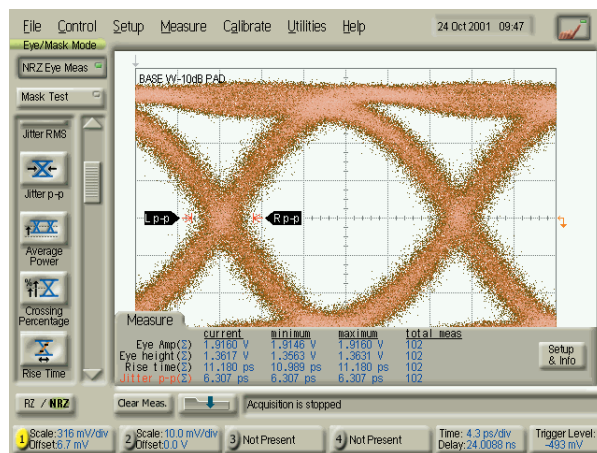 File Control Setup Measure Calibrate Utilities Help 24 Oct 2001 09:47
Eye/Mask Mode
NRZ Eye Meas
Mask Test
Jitter RMS
Jitter p-p
Average
Power
Crossing
Percentage
Rise Time
BASE W-10dB PAD
L p-p
R p-p
Measure
current minimum maximum total meas
Eye Amp(Σ) 1.9160 V 1.9146 V 1.9160 V 102
Eye height(Σ) 1.3617 V 1.3563 V 1.3631 V 102
Rise time(Σ) 11.180 ps 10.989 ps 11.180 ps 102
Jitter p-p(Σ) 6.307 ps 6.307 ps 6.307 ps 102
Setup
& Info
RZ / NRZ
Clear Meas.
Acquisition is stopped
1 Scale:316 mV/div
Offset:6.7 mV
2 Scale:10.0 mV/div
Offset:0.0 V
3 Not Present
4 Not Present
Time:4.3 ps/div
Delay:24.0088 ns
Trigger Level:
-493 mV